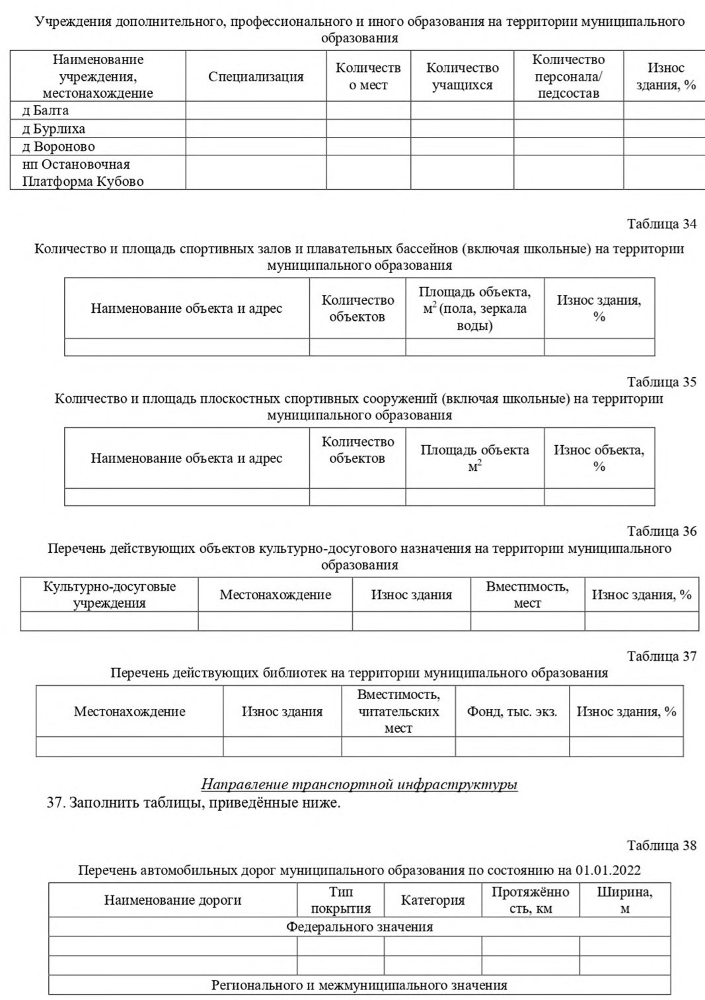 Учреждения дополнительного, профессионального и иного образования на территории муниципального
образования
Наименование
учреждения,
местонахождение
Специализация
Количеств
о мест
Количество
учащихся
Количество
персонала/
педсостав
Износ
здания, %
д Балта
д Бурлиха
д Вороново
нп Остановочная
Платформа Кубово
Таблица 34
Количество и площадь спортивных залов и плавательных бассейнов (включая школьные) на территории
муниципального образования
Наименование объекта и адрес
Количество
объектов
Площадь объекта,
м² (пола, зеркала
воды)
Износ здания,
%
Таблица 35
Количество и площадь плоскостных спортивных сооружений (включая школьные) на территории
муниципального образования
Наименование объекта и адрес
Количество
объектов
Площадь объекта
м²
Износ объекта,
%
Таблица 36
Перечень действующих объектов культурно-досугового назначения на территории муниципального
образования
Культурно-досуговые
учреждения
Местонахождение
Износ здания
Вместимость,
мест
Износ здания, %
Таблица 37
Перечень действующих библиотек на территории муниципального образования
Местонахождение
Износ здания
Вместимость,
читательских
мест
Фонд, тыс. экз.
Износ здания, %
Направление транспортной инфраструктуры
37. Заполнить таблицы, приведённые ниже.
Таблица 38
Перечень автомобильных дорог муниципального образования по состоянию на 01.01.2022
Наименование дороги
Тип
покрытия
Категория
Протяжённо
сть, км
Ширина,
м
Федерального значения
Регионального и межмуниципального значения